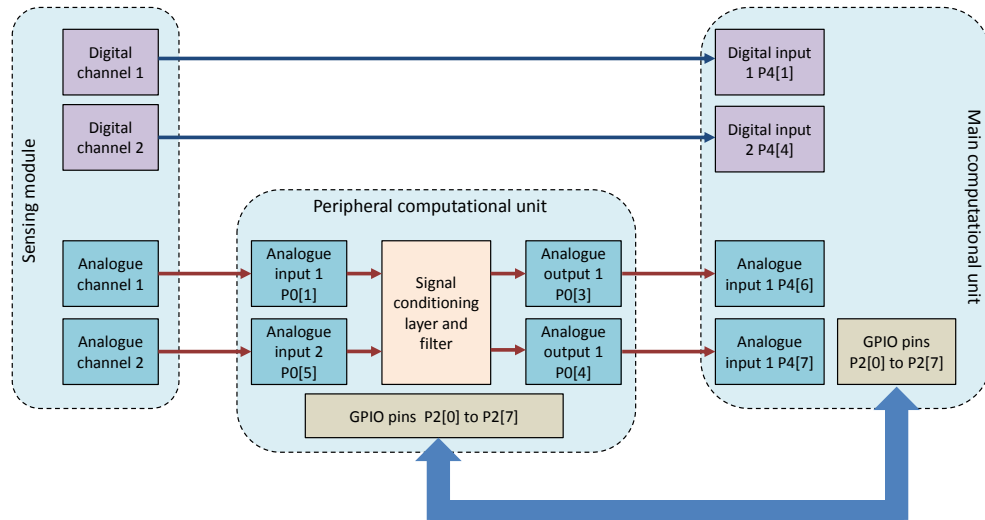 Sensing module
Digital
channel 1
Digital
channel 2
Analogue
channel 1
Analogue
channel 2
Peripheral computational unit
Analogue
input 1
P0[1]
Analogue
input 2
P0[5]
Signal
conditioning
layer and
filter
Analogue
output 1
P0[3]
Analogue
output 1
P0[4]
GPIO pins P2[0] to P2[7]
Main computational unit
Digital input
1 P4[1]
Digital input
2 P4[4]
Analogue
input 1 P4[6]
Analogue
input 1 P4[7]
GPIO pins
P2[0] to P2[7]